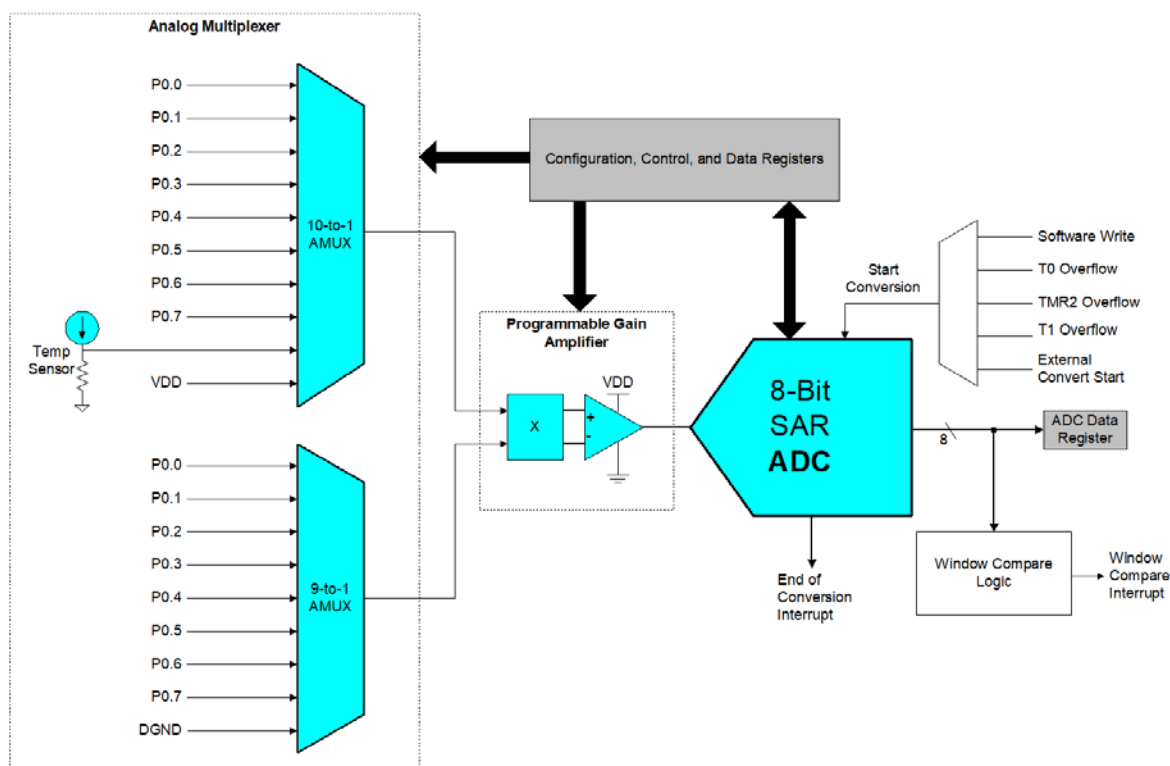 Analog Multiplexer
P0.0
P0.1
P0.2
P0.3
P0.4
P0.5
P0.6
P0.7
Temp
Sensor
VDD
10-to-1
AMUX
P0.0
P0.1
P0.2
P0.3
P0.4
P0.5
P0.6
P0.7
DGND
9-to-1
AMUX
Configuration, Control, and Data Registers
Programmable Gain
Amplifier
X
+
-
VDD
8-Bit
SAR
ADC
Start
Conversion
Software Write
T0 Overflow
TMR2 Overflow
T1 Overflow
External
Convert Start
8
ADC Data
Register
End of
Conversion
Interrupt
Window Compare
Logic
Window
Compare
Interrupt